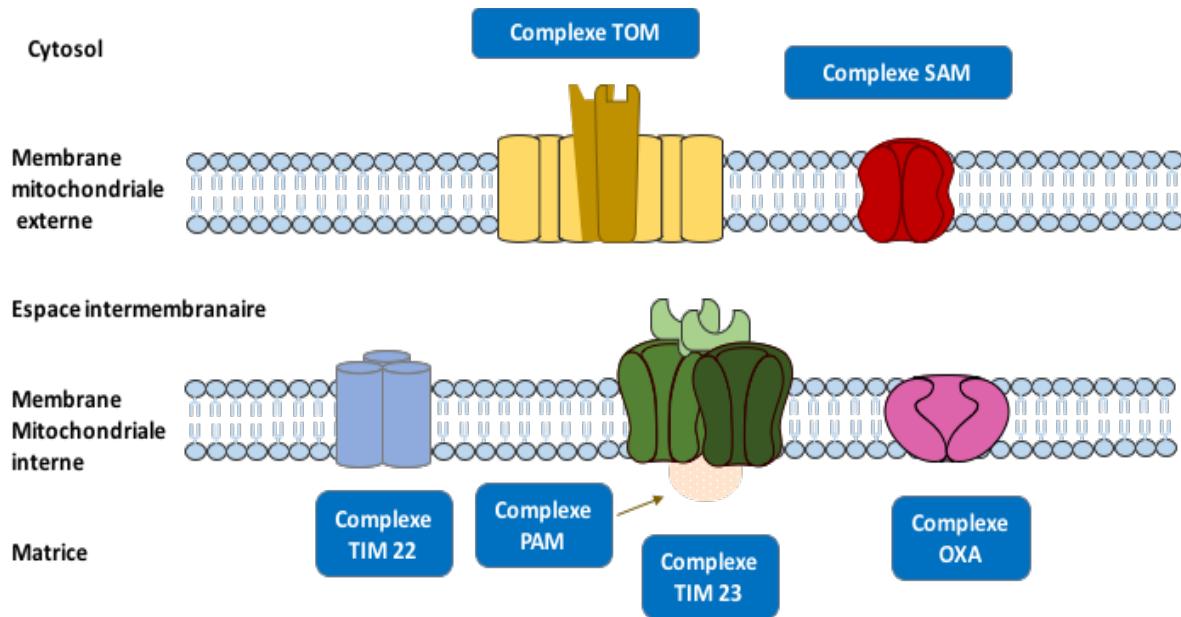 Cytosol
Complexe TOM
Complexe SAM
Membrane
mitochondriale
externe
Espace intermembranaire
Membrane
Mitochondriale
interne
Complexe
TIM 22
Complexe
PAM
Complexe
TIM 23
Complexe
OXA
Matrice